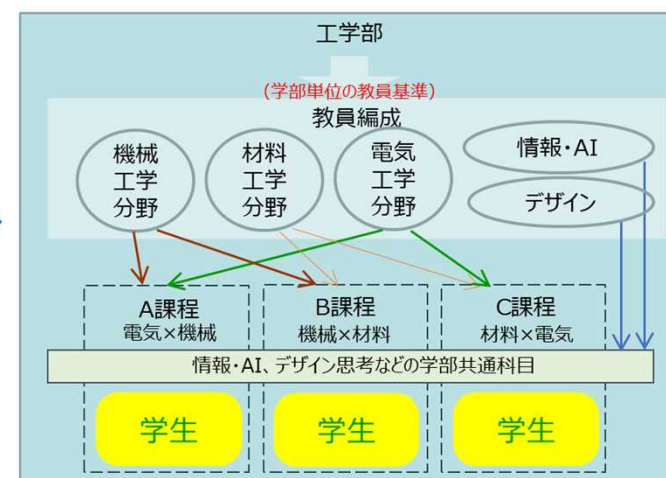 工学部
(学部単位の教員基準)
教員編成
機械
工学
分野
材料
工学
分野
電気
工学
分野
情報・AI
デザイン
A課程
電気×機械
B課程
機械×材料
C課程
材料×電気
情報・AI、デザイン思考などの学部共通科目
学生
学生
学生